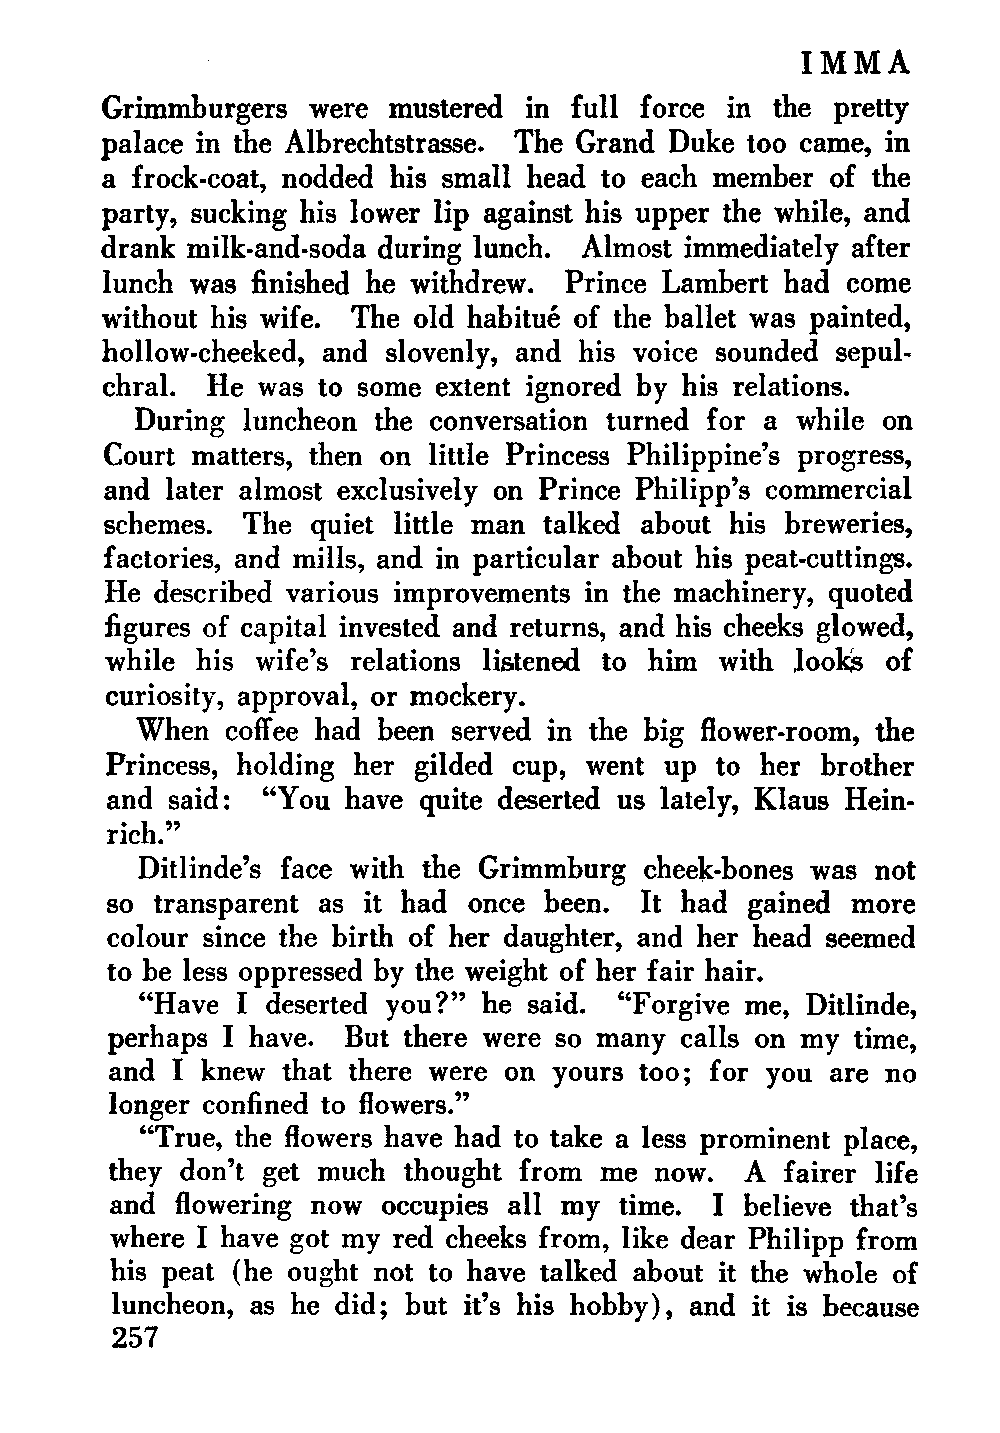 IMMA
Grimmburgers were mustered in full force in the pretty
palace in the Albrechtstrasse. The Grand Duke too came, in
a frock-coat, nodded his small head to each member of the
party, sucking his lower lip against his upper the while, and
drank milk-and-soda during lunch. Almost immediately after
lunch was finished he withdrew. Prince Lambert had come
without his wife. The old habitué of the ballet was painted,
hollow-cheeked, and slovenly, and his voice sounded sepul-
chral. He was to some extent ignored by his relations.
During luncheon the conversation turned for a while on
Court matters, then on little Princess Philippine's progress,
and later almost exclusively on Prince Philipp's commercial
schemes. The quiet little man talked about his breweries,
factories, and mills, and in particular about his peat-cuttings.
He described various improvements in the machinery, quoted
figures of capital invested and returns, and his cheeks glowed,
while his wife's relations listened to him with looks of
curiosity, approval, or mockery.
When coffee had been served in the big flower-room, the
Princess, holding her gilded cup, went up to her brother
and said: “You have quite deserted us lately, Klaus Hein-
rich.”
Ditlinde's face with the Grimmburg cheek-bones was not
so transparent as it had once been. It had gained more
colour since the birth of her daughter, and her head seemed
to be less oppressed by the weight of her fair hair.
“Have I deserted you?” he said. “Forgive me, Ditlinde,
perhaps I have. But there were so many calls on my time,
and I knew that there were on yours too; for you are no
longer confined to flowers.”
“True, the flowers have had to take a less prominent place,
they don't get much thought from me now. A fairer life
and flowering now occupies all my time. I believe that's
where I have got my red cheeks from, like dear Philipp from
his peat (he ought not to have talked about it the whole of
luncheon, as he did; but it's his hobby), and it is because
257